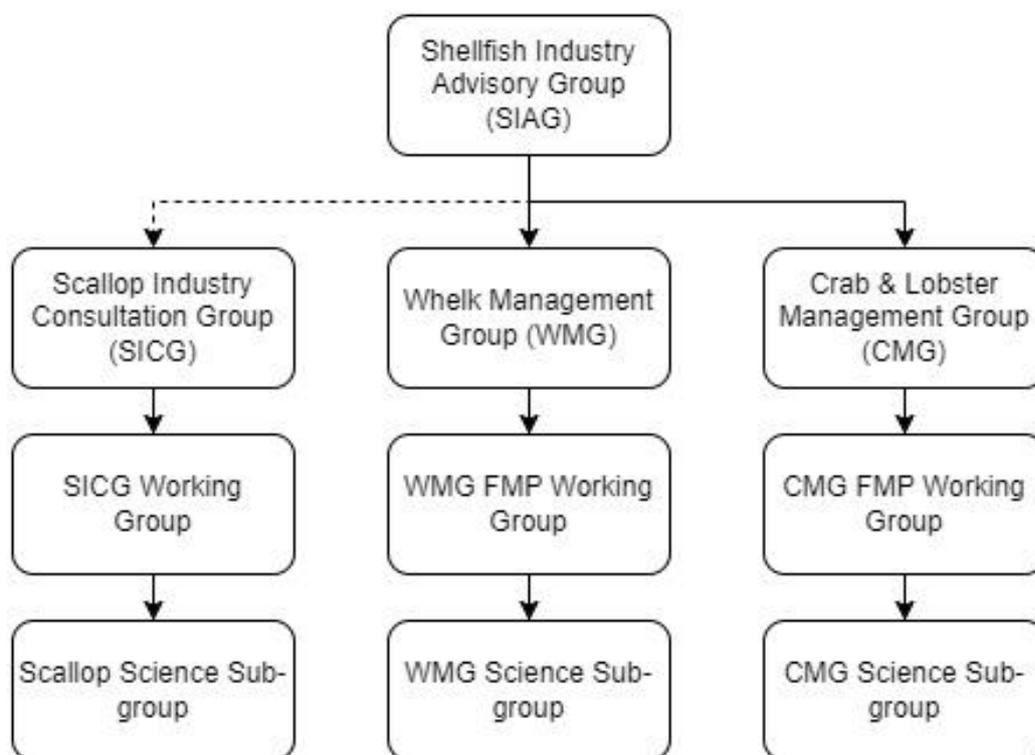 Shellfish Industry
Advisory Group
(SIAG)
Scallop Industry
Consultation Group
(SICG)
Whelk Management
Group (WMG)
Crab & Lobster
Management Group
(CMG)
SICG Working
Group
WMG FMP Working
Group
CMG FMP Working
Group
Scallop Science Sub-
group
WMG Science Sub-
group
CMG Science Sub-
group